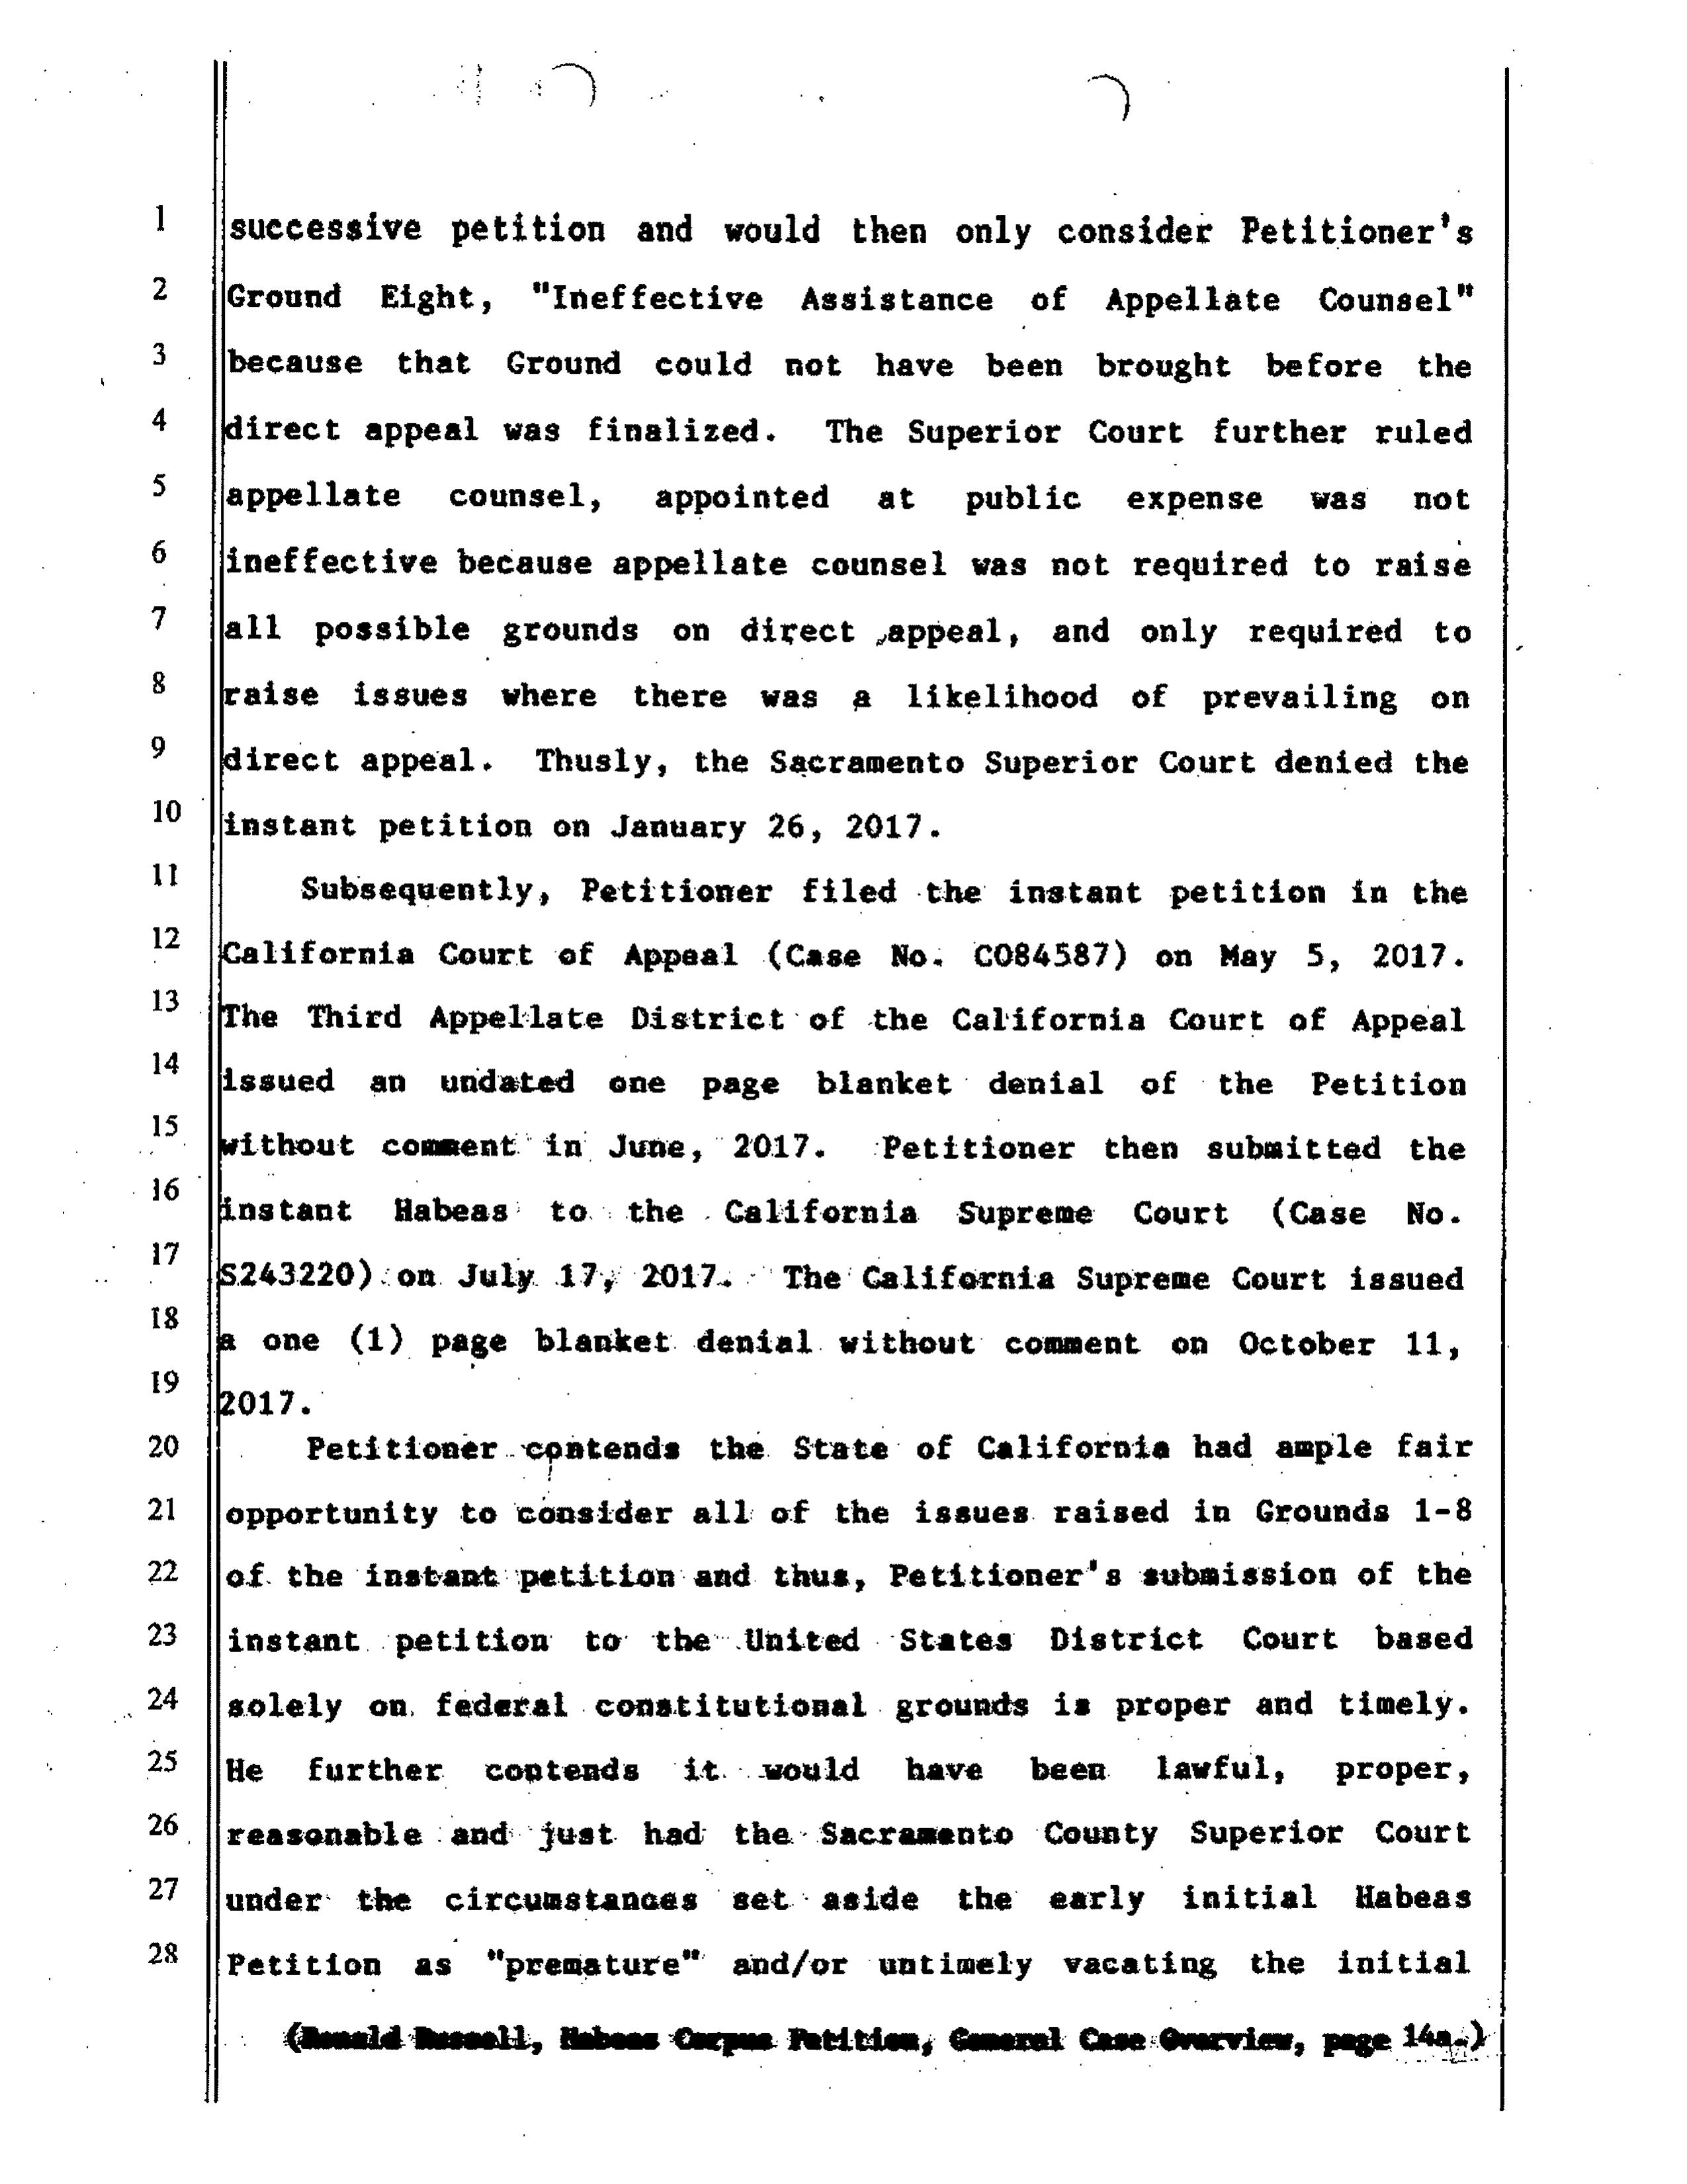 1 successive petition and would then only consider Petitioner's
2 Ground Eight, "Ineffective Assistance of Appellate Counsel"
3 because that Ground could not have been brought before the
4 direct appeal was finalized. The Superior Court further ruled
5 appellate counsel, appointed at public expense was not
6 ineffective because appellate counsel was not required to raise
7 all possible grounds on direct appeal, and only required to
8 raise issues where there was a likelihood of prevailing on
9 direct appeal. Thusly, the Sacramento Superior Court denied the
10 instant petition on January 26, 2017.
11 Subsequently, Petitioner filed the instant petition in the
12 California Court of Appeal (Case No. C084587) on May 5, 2017.
13 The Third Appellate District of the California Court of Appeal
14 issued an undated one page blanket denial of the Petition
15 without comment in June, 2017. Petitioner then submitted the
16 instant Habeas to the California Supreme Court (Case No.
17 S243220) on July 17, 2017. The California Supreme Court issued
18 a one (1) page blanket denial without comment on October 11,
19 2017.
20 Petitioner contends the State of California had ample fair
21 opportunity to consider all of the issues raised in Grounds 1-8
22 of the instant petition and thus, Petitioner's submission of the
23 instant petition to the United States District Court based
24 solely on federal constitutional grounds is proper and timely.
25 He further contends it would have been lawful, proper,
26 reasonable and just had the Sacramento County Superior Court
27 under the circumstances set aside the early initial Habeas
28 Petition as "premature" and/or untimely vacating the initial
(Ronald Russell, Habeas Corpus Petition, General Case Overview, page 14a.)